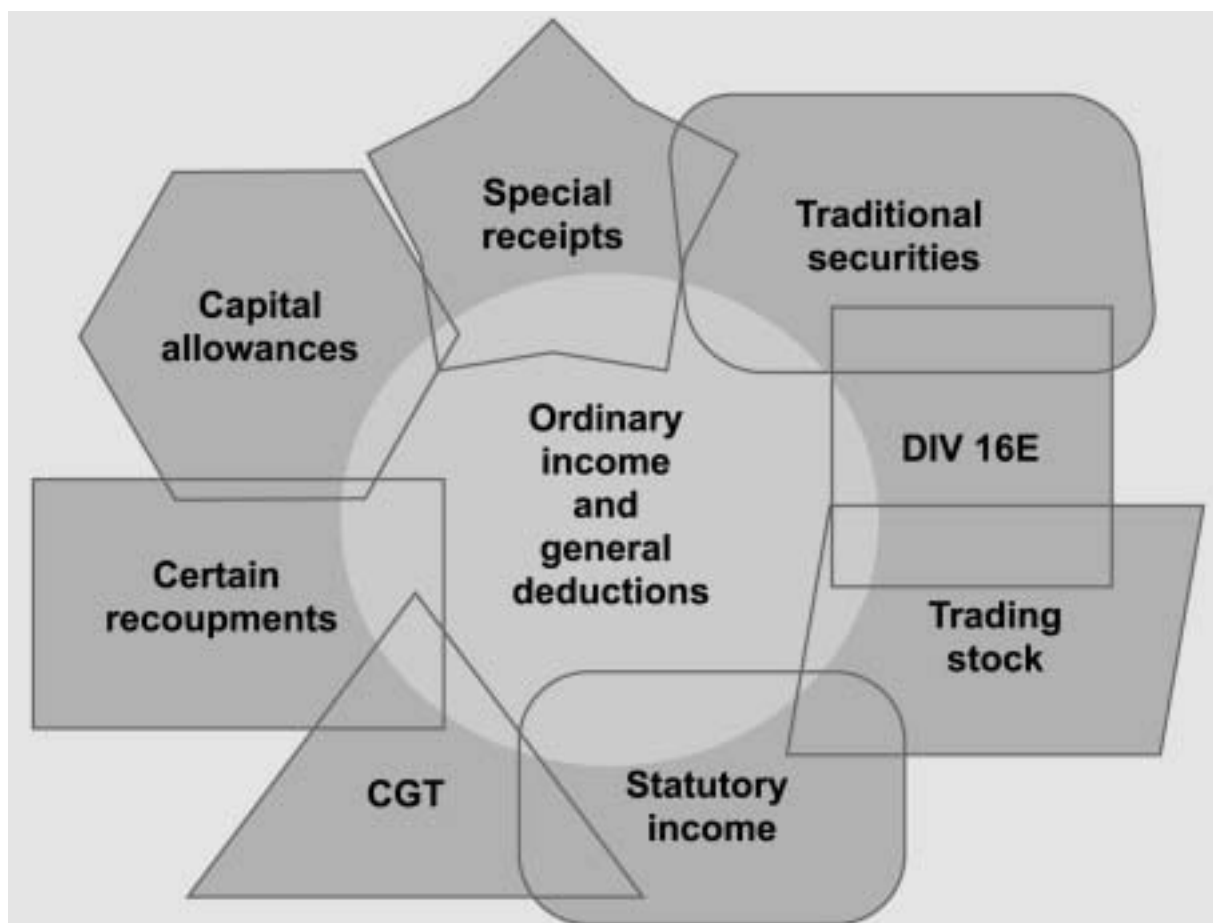 Special
receipts
Traditional
securities
Capital
allowances
Ordinary
income
and
general
deductions
DIV 16E
Certain
recoupments
Trading
stock
CGT
Statutory
income